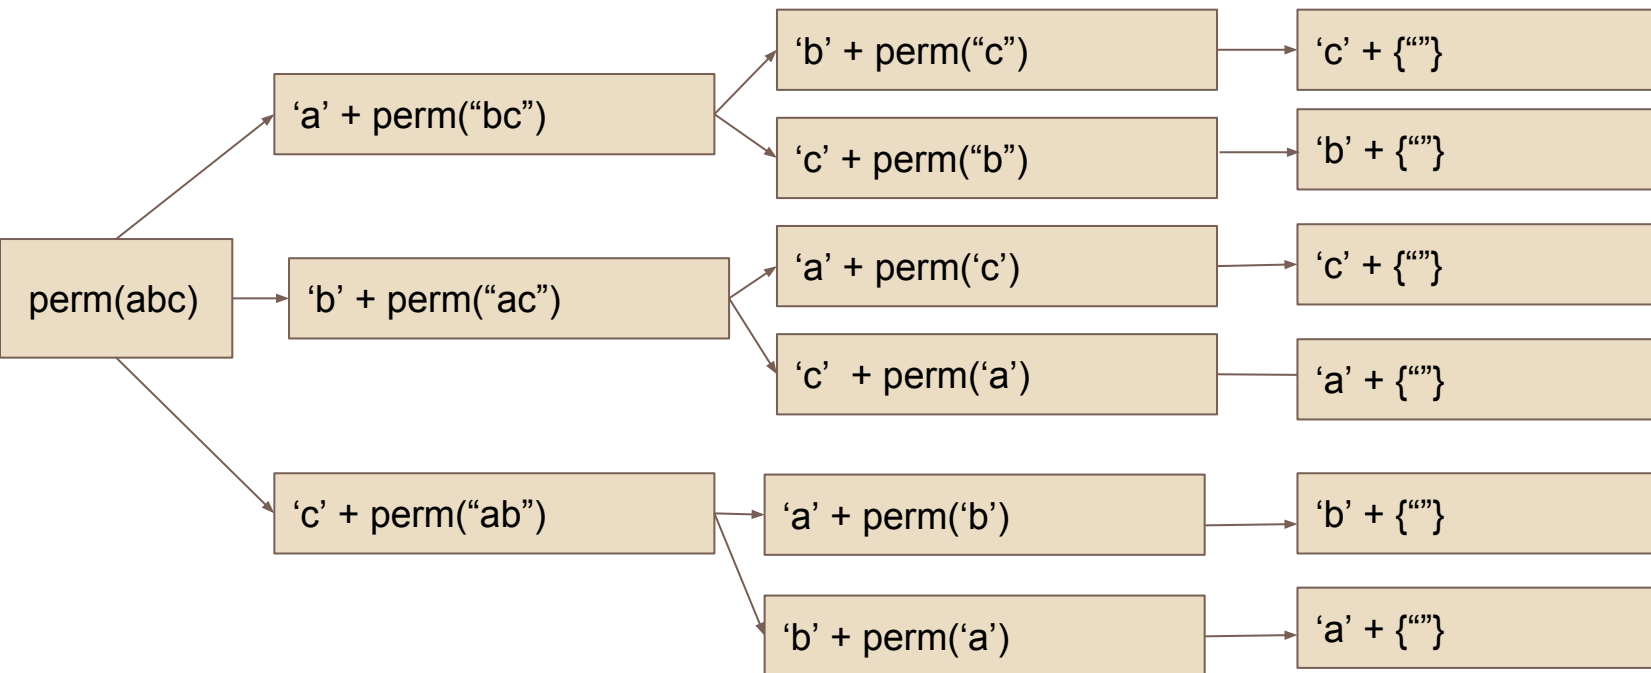 perm(abc)
‘a’ + perm(“bc”)
‘b’ + perm(“c”)
‘c’ + {“”}
‘c’ + perm(“b”)
‘b’ + {“”}
‘b’ + perm(“ac”)
‘a’ + perm(‘c’)
‘c’ + {“”}
‘c’  + perm(‘a’)
‘a’ + {“”}
‘c’ + perm(“ab”)
‘a’ + perm(‘b’)
‘b’ + {“”}
‘b’ + perm(‘a’)
‘a’ + {“”}